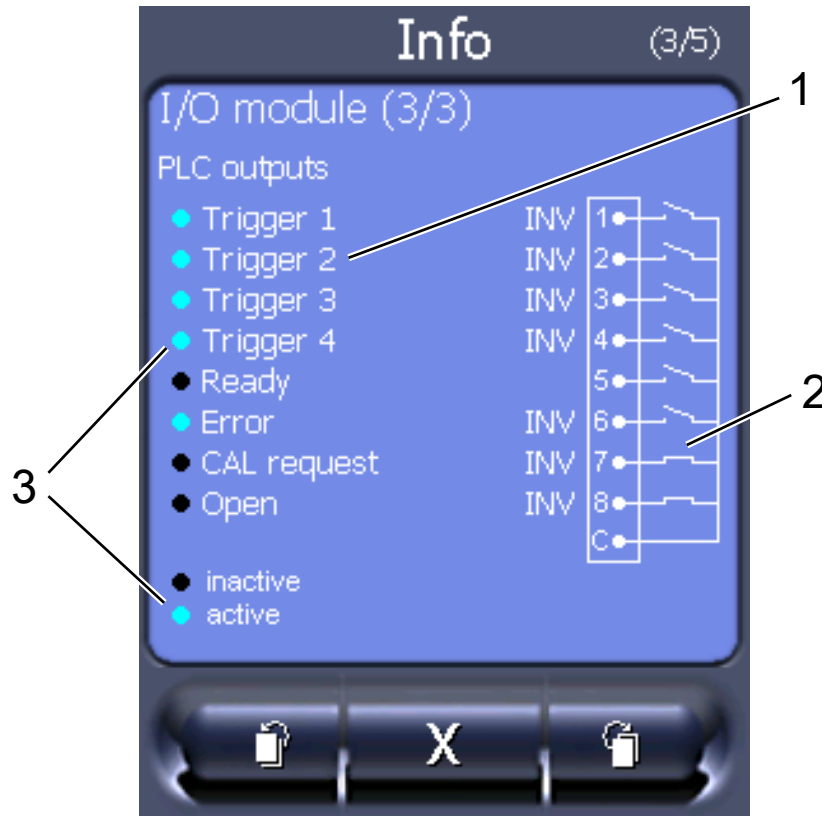 Info (3/5)
I/O module (3/3)
1
PLC outputs
Trigger 1 INV 1
Trigger 2 INV 2
Trigger 3 INV 3
Trigger 4 INV 4
Ready 5
Error INV 6
2
CAL request INV 7
3
Open INV 8
C
inactive
active
X